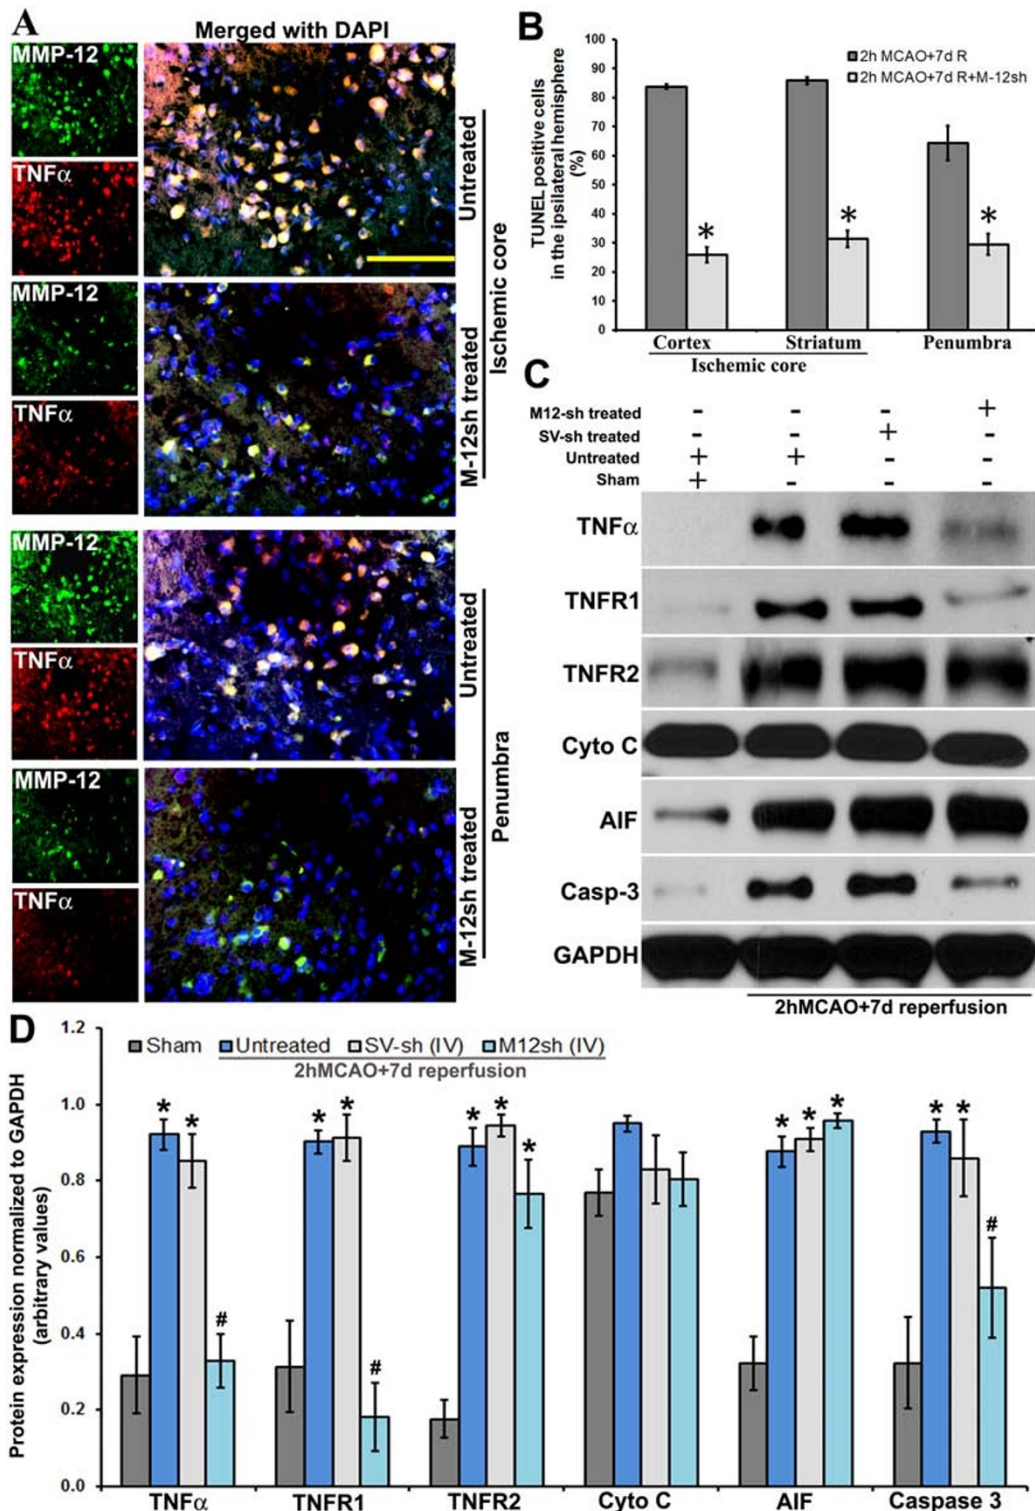 A
Merged with DAPI
MMP-12
TNFα
Untreated
MMP-12
TNFα
M-12sh treated
Ischemic core
MMP-12
TNFα
Untreated
MMP-12
TNFα
M-12sh treated
Penumbra
B
2h MCAO+7d R
2h MCAO+7d R+M-12sh
TUNEL positive cells
in the ipsilateral hemisphere
(%)
100
90
80
70
60
50
40
30
20
10
0
* * *
Cortex Striatum Penumbra
Ischemic core
C
M12-sh treated - - - +
SV-sh treated - - + -
Untreated + + - -
Sham + - - -
TNFα
TNFR1
TNFR2
Cyto C
AIF
Casp-3
GAPDH
2hMCAO+7d reperfusion
D
Sham Untreated SV-sh (IV) M12sh (IV)
2hMCAO+7d reperfusion
Protein expression normalized to GAPDH
(arbitrary values)
1.2
1.0
0.8
0.6
0.4
0.2
0.0
* * # * * # * * * * * * * * #
TNFα TNFR1 TNFR2 Cyto C AIF Caspase 3